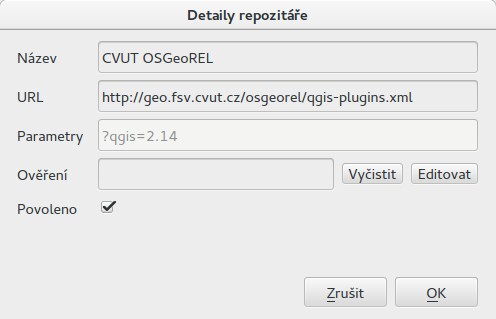 Detaily repozitáře
Název CVUT OSGeoREL
URL http://geo.fsv.cvut.cz/osgeorel/qgis-plugins.xml
Parametry ?qgis=2.14
Ověření Vyčistit Editovat
Povoleno
Zrušit OK